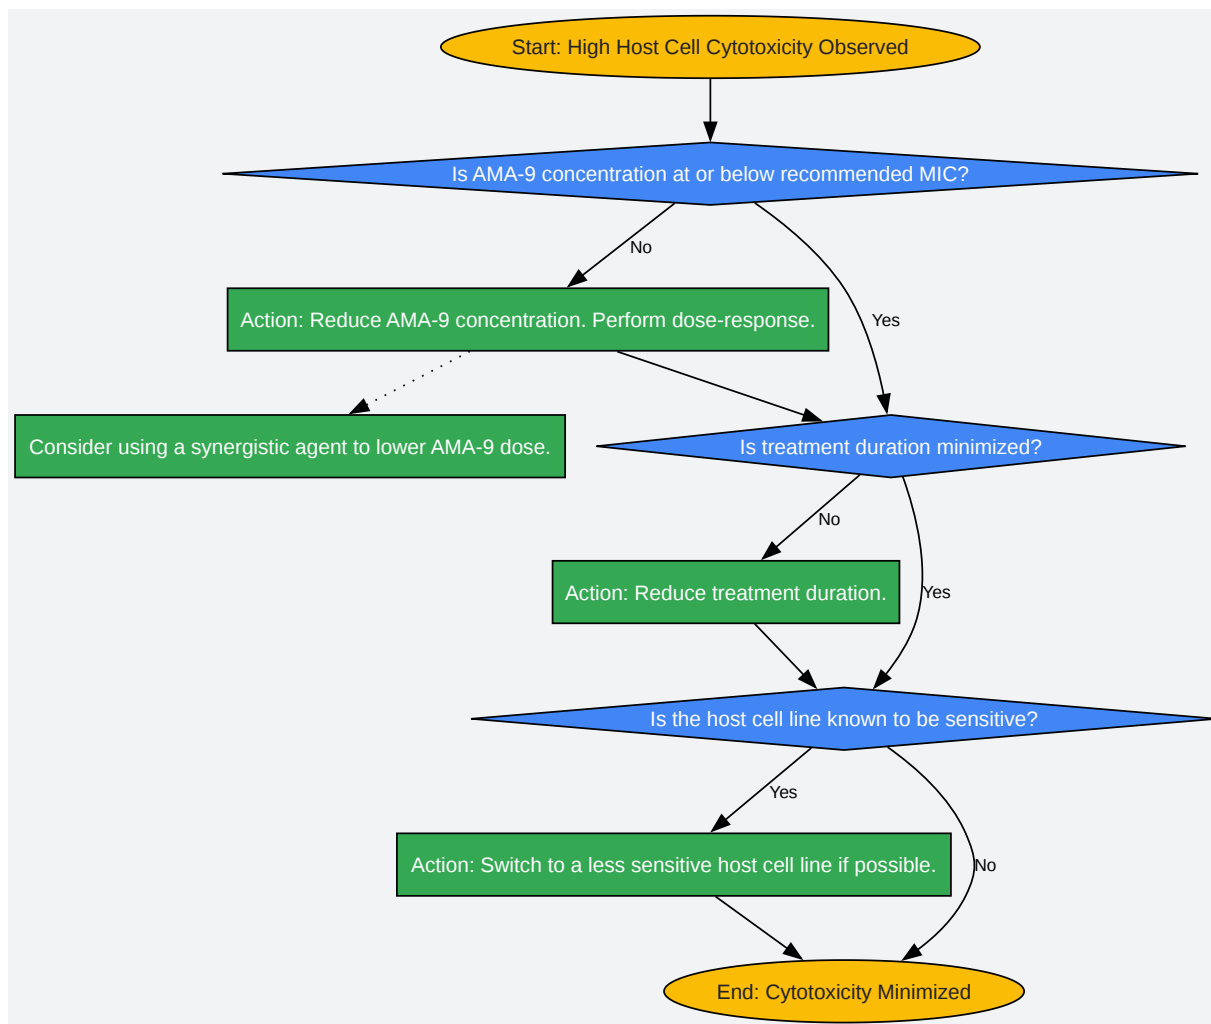 Start: High Host Cell Cytotoxicity Observed
Is AMA-9 concentration at or below recommended MIC?
No
Action: Reduce AMA-9 concentration. Perform dose-response.
Yes
Consider using a synergistic agent to lower AMA-9 dose.
Is treatment duration minimized?
No
Action: Reduce treatment duration.
Yes
Is the host cell line known to be sensitive?
Yes
Action: Switch to a less sensitive host cell line if possible.
No
End: Cytotoxicity Minimized